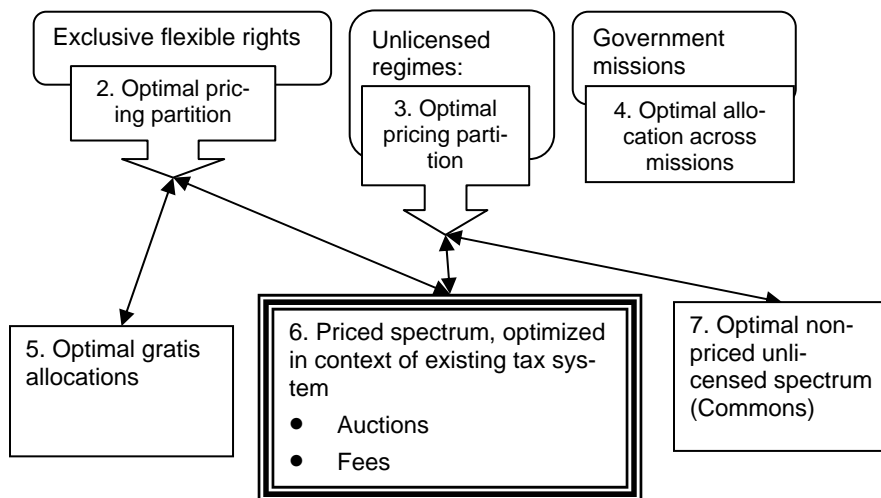 Exclusive flexible rights
2. Optimal pric-
ing partition
Unlicensed
regimes:
3. Optimal
pricing parti-
tion
Government
missions
4. Optimal allo-
cation across
missions
5. Optimal gratis
allocations
6. Priced spectrum, optimized
in context of existing tax sys-
tem
● Auctions
● Fees
7. Optimal non-
priced unli-
censed spectrum
(Commons)